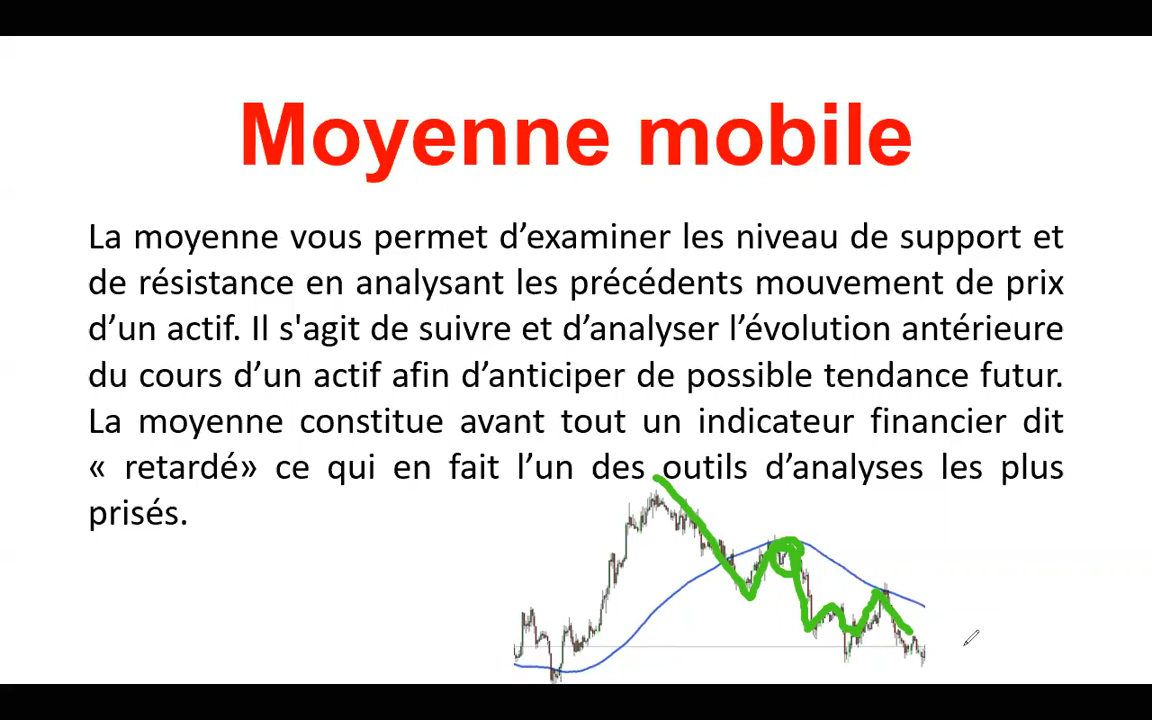 Moyenne mobile
La moyenne vous permet d’examiner les niveau de support et
de résistance en analysant les précédents mouvement de prix
d’un actif. Il s'agit de suivre et d’analyser l’évolution antérieure
du cours d’un actif afin d’anticiper de possible tendance futur.
La moyenne constitue avant tout un indicateur financier dit
« retardé» ce qui en fait l’un des outils d’analyses les plus
prisés.